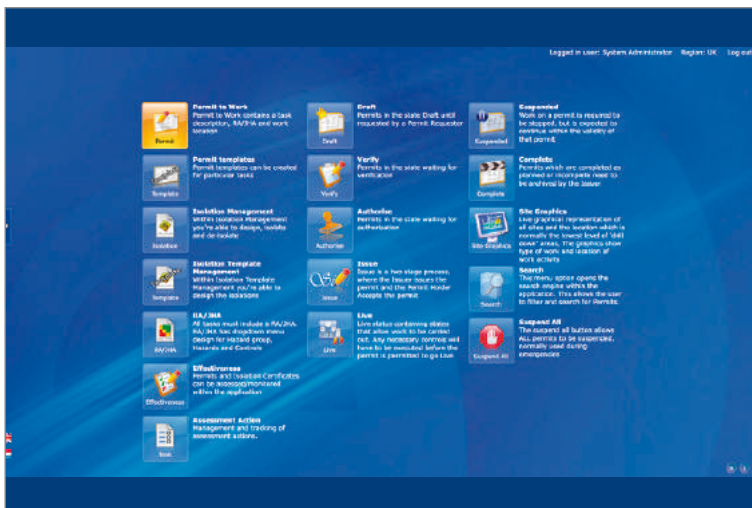 Logged in user: System Administrator Region: UK Log out
Permit
Permit to Work
Permit to Work contains a task
description, RA/JHA and work
location
Template
Permit templates
Permit templates can be created
for particular tasks
Isolation
Isolation Management
Within Isolation Management
you're able to design, isolate
and de-isolate
Template
Isolation Template
Management
Within Isolation Template
Management you're able to
design the isolations
RA/JHA
RA/JHA
All tasks must include a RA/JHA.
RA/JHA has dropdown menu
design for Hazard group,
Hazards and Controls
Effectiveness
Effectiveness
Permits and Isolation Certificates
can be assessed/monitored
within the application
Task
Assessment Action
Management and tracking of
assessment actions.
Draft
Draft
Permits in the state Draft until
requested by a Permit Requestor
Verify
Verify
Permits in the state waiting for
verification
Authorise
Authorise
Permits in the state waiting for
authorisation
Issue
Issue
Issue is a two stage process,
where the Issuer issues the
permit and the Permit Holder
Accepts the permit
Live
Live
Live status containing states
that allow work to be carried
out. Any necessary controls will
have to be executed before the
permit is permitted to go Live
Suspended
Suspended
Work on a permit is required to
be stopped, but is expected to
continue within the validity of
that permit
Complete
Complete
Permits which are completed as
planned or incomplete need to
be archived by the Issuer
Site Graphics
Site Graphics
Live graphical representation of
all sites and the location which is
normally the lowest level of 'drill
down' areas. The graphics show
type of work and location of
work activity
Search
Search
This menu option opens the
search engine within the
application. This allows the user
to filter and search for Permits.
Suspend All
Suspend All
The suspend all button allows
ALL permits to be suspended,
normally used during
emergencies